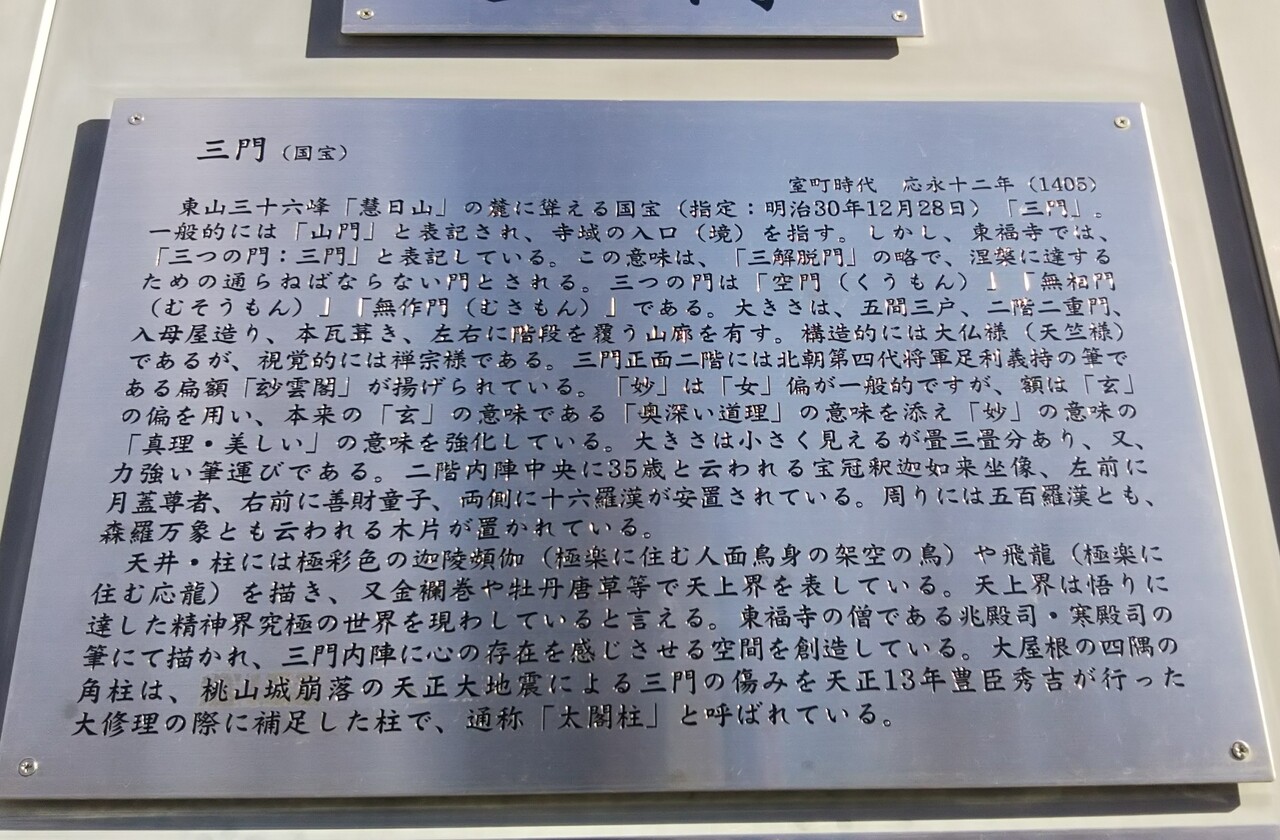 三門（国宝）
室町時代　応永十二年（1405）
東山三十六峰「慧日山」の麓に聳える国宝（指定：明治30年12月28日）「三門」。
一般的には「山門」と表記され、寺域の入口（境）を指す。しかし、東福寺では、
「三つの門：三門」と表記している。この意味は、「三解脱門」の略で、涅槃に達する
ための通らねばならない門とされる。三つの門は「空門（くうもん）」「無相門
（むそうもん）」「無作門（むさもん）」である。大きさは、五間三戸、二階二重門、
入母屋造り、本瓦葺き、左右に階段を覆う山廊を有す。構造的には大仏様（天竺様）
であるが、視覚的には禅宗様である。三門正面二階には北朝第四代将軍足利義持の筆で
ある扁額「玅雲閣」が揚げられている。「妙」は「女」偏が一般的ですが、額は「玄」
の偏を用い、本来の「玄」の意味である「奥深い道理」の意味を添え「妙」の意味の
「真理・美しい」の意味を強化している。大きさは小さく見えるが畳三畳分あり、又、
力強い筆運びである。二階内陣中央に35歳と云われる宝冠釈迦如来坐像、左前に
月蓋尊者、右前に善財童子、両側に十六羅漢が安置されている。周りには五百羅漢とも、
森羅万象とも云われる木片が置かれている。
天井・柱には極彩色の迦陵頻伽（極楽に住む人面鳥身の架空の鳥）や飛龍（極楽に
住む応龍）を描き、又金襴巻や牡丹唐草等で天上界を表している。天上界は悟りに
達した精神界究極の世界を現わしていると言える。東福寺の僧である兆殿司・寒殿司の
筆にて描かれ、三門内陣に心の存在を感じさせる空間を創造している。大屋根の四隅の
角柱は、桃山城崩落の天正大地震による三門の傷みを天正13年豊臣秀吉が行った
大修理の際に補足した柱で、通称「太閤柱」と呼ばれている。